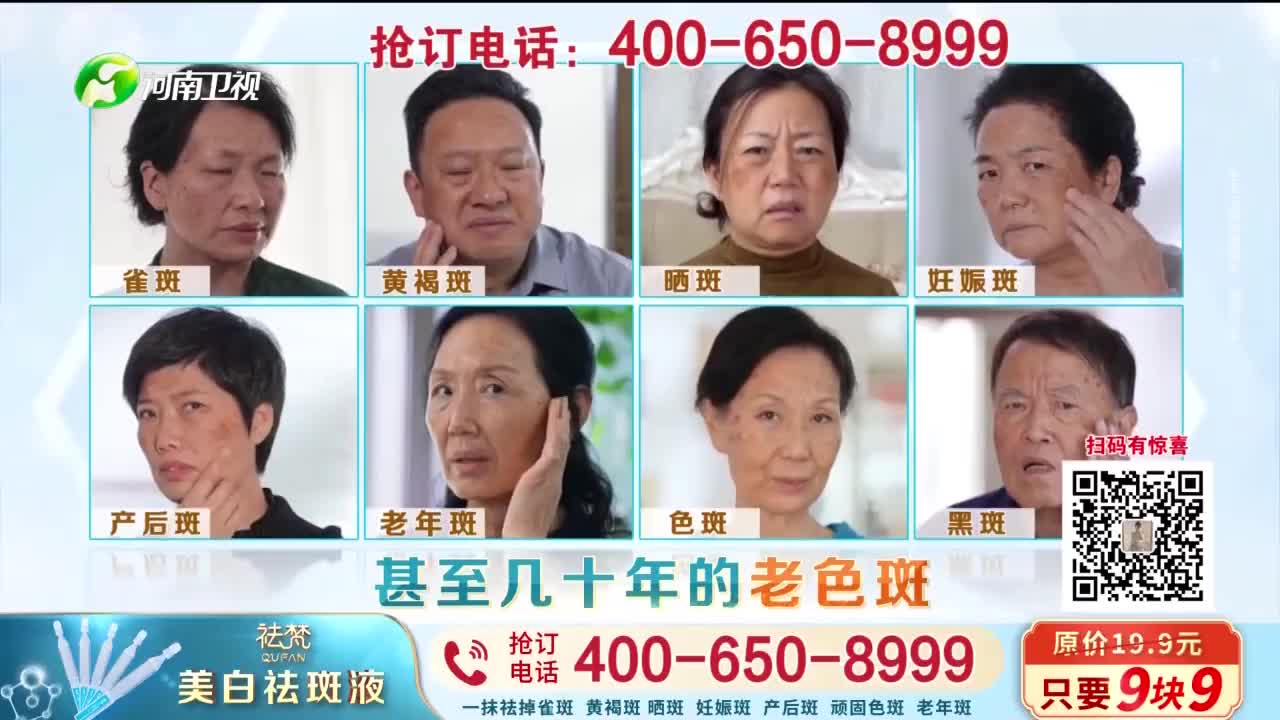 抢订电话：400-650-8999
河南卫视
雀斑
黄褐斑
晒斑
妊娠斑
产后斑
老年斑
色斑
黑斑
扫码有惊喜
甚至几十年的老色斑
祛梵
QUFAN
美白祛斑液
抢订电话 400-650-8999
一抹祛掉雀斑 黄褐斑 晒斑 妊娠斑 产后斑 顽固色斑 老年斑
原价19.9元
只要9块9